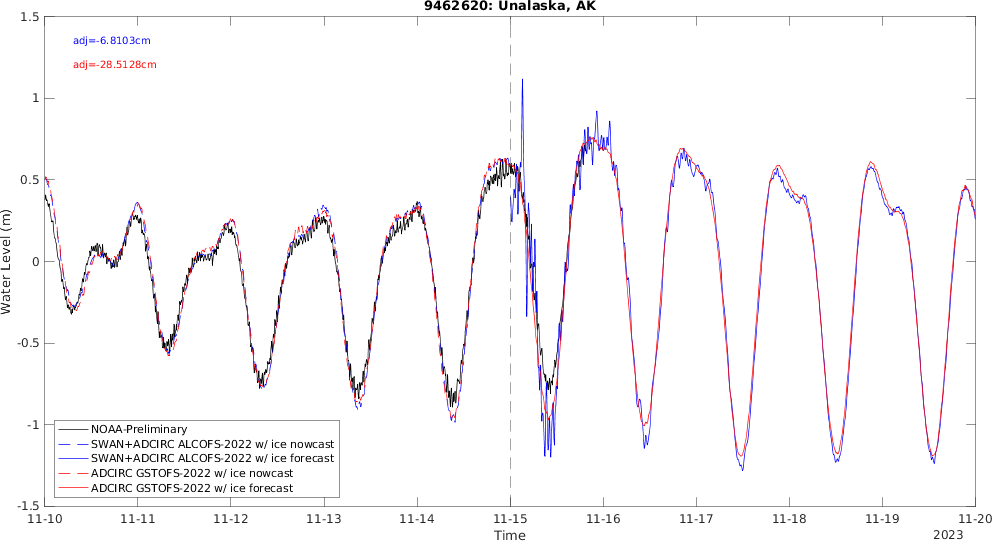 9462620: Unalaska, AK
adj=-6.8103cm
adj=-28.5128cm
Water Level (m)
1.5
1
0.5
0
-0.5
-1
-1.5
NOAA-Preliminary
SWAN+ADCIRC ALCOFS-2022 w/ ice nowcast
SWAN+ADCIRC ALCOFS-2022 w/ ice forecast
ADCIRC GSTOFS-2022 w/ ice nowcast
ADCIRC GSTOFS-2022 w/ ice forecast
11-10 11-11 11-12 11-13 11-14 11-15 11-16 11-17 11-18 11-19 11-20
Time
2023